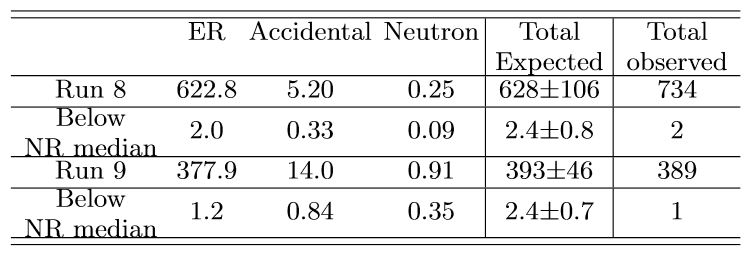 ER Accidental Neutron Total Expected Total observed
Run 8 622.8 5.20 0.25 628±106 734
Below NR median 2.0 0.33 0.09 2.4±0.8 2
Run 9 377.9 14.0 0.91 393±46 389
Below NR median 1.2 0.84 0.35 2.4±0.7 1